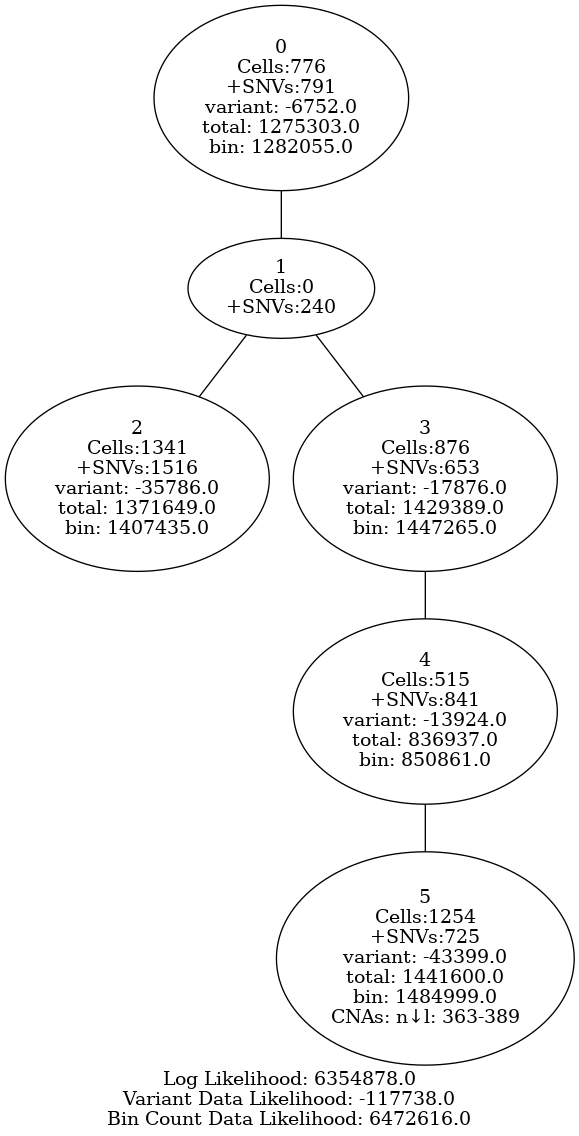 0
Cells:776
+SNVs:791
variant: -6752.0
total: 1275303.0
bin: 1282055.0
1
Cells:0
+SNVs:240
2
Cells:1341
+SNVs:1516
variant: -35786.0
total: 1371649.0
bin: 1407435.0
3
Cells:876
+SNVs:653
variant: -17876.0
total: 1429389.0
bin: 1447265.0
4
Cells:515
+SNVs:841
variant: -13924.0
total: 836937.0
bin: 850861.0
5
Cells:1254
+SNVs:725
variant: -43399.0
total: 1441600.0
bin: 1484999.0
CNAs: n↓l: 363-389
Log Likelihood: 6354878.0
Variant Data Likelihood: -117738.0
Bin Count Data Likelihood: 6472616.0